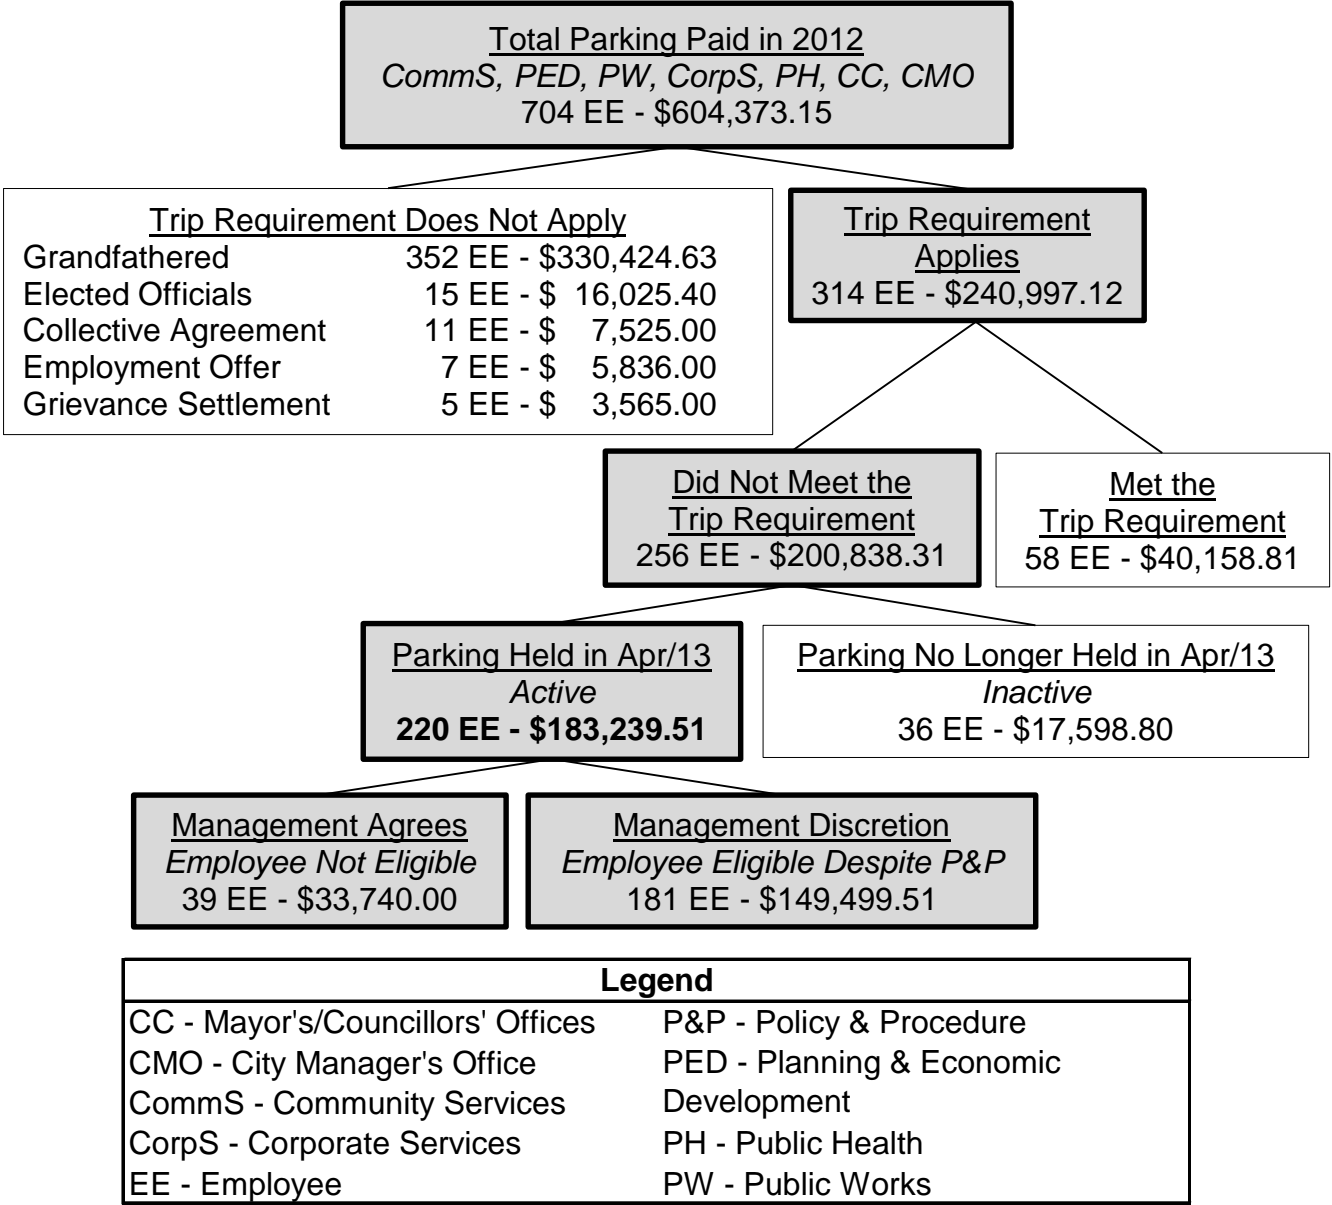 Total Parking Paid in 2012
CommS, PED, PW, CorpS, PH, CC, CMO
704 EE - $604,373.15
Trip Requirement Does Not Apply
Grandfathered 352 EE - $330,424.63
Elected Officials 15 EE - $ 16,025.40
Collective Agreement 11 EE - $ 7,525.00
Employment Offer 7 EE - $ 5,836.00
Grievance Settlement 5 EE - $ 3,565.00
Trip Requirement
Applies
314 EE - $240,997.12
Did Not Meet the
Trip Requirement
256 EE - $200,838.31
Met the
Trip Requirement
58 EE - $40,158.81
Parking Held in Apr/13
Active
220 EE - $183,239.51
Parking No Longer Held in Apr/13
Inactive
36 EE - $17,598.80
Management Agrees
Employee Not Eligible
39 EE - $33,740.00
Management Discretion
Employee Eligible Despite P&P
181 EE - $149,499.51
Legend
CC - Mayor's/Councillors' Offices
CMO - City Manager's Office
CommS - Community Services
CorpS - Corporate Services
EE - Employee
P&P - Policy & Procedure
PED - Planning & Economic
Development
PH - Public Health
PW - Public Works